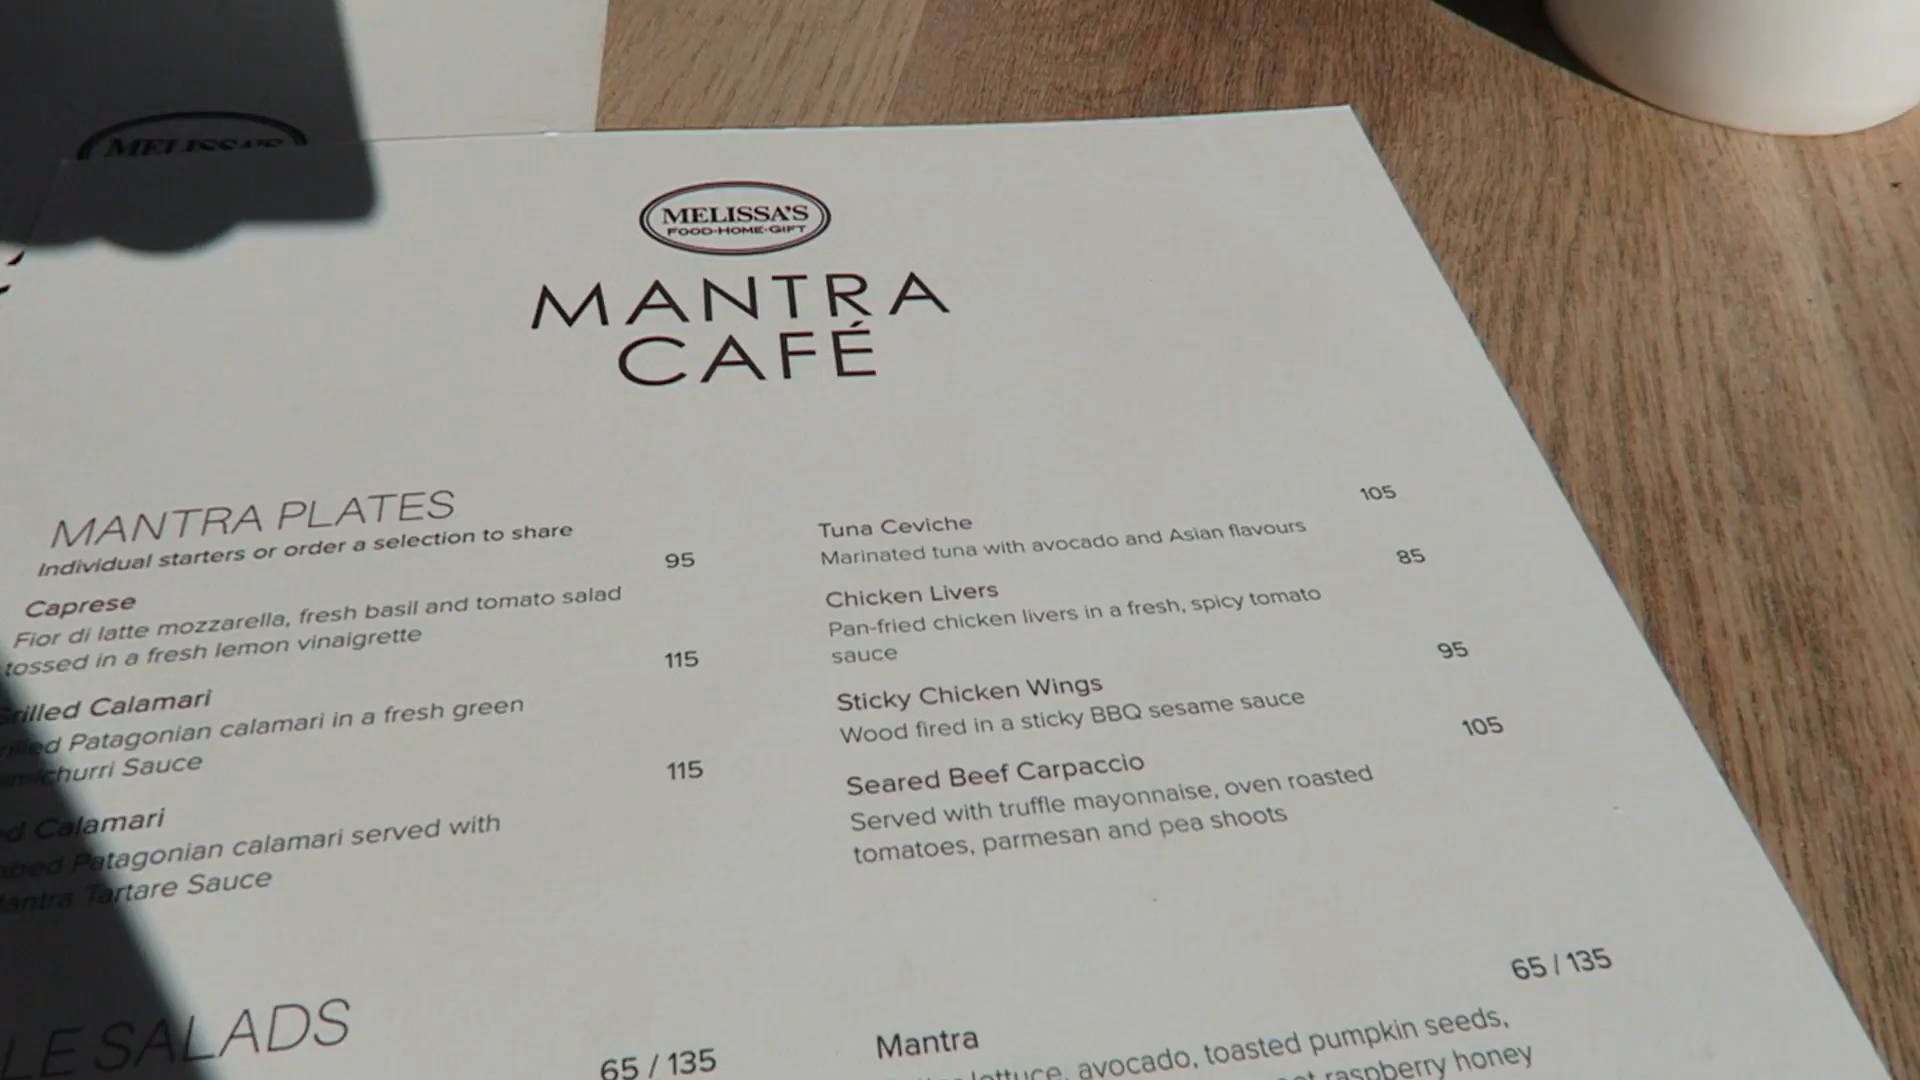 MELISSA'S
MELISSA'S
FOOD·HOME·GIFT
MANTRA
CAFÉ
MANTRA PLATES
Individual starters or order a selection to share
Caprese 95
Fior di latte mozzarella, fresh basil and tomato salad
tossed in a fresh lemon vinaigrette
Grilled Calamari 115
Patagonian calamari in a fresh green
Sauce
Calamari 115
Patagonian calamari served with
Mantra Tartare Sauce
Tuna Ceviche 105
Marinated tuna with avocado and Asian flavours
Chicken Livers 85
Pan-fried chicken livers in a fresh, spicy tomato
sauce
Sticky Chicken Wings 95
Wood fired in a sticky BBQ sesame sauce
Seared Beef Carpaccio 105
Served with truffle mayonnaise, oven roasted
tomatoes, parmesan and pea shoots
SALADS
65 / 135
Mantra 65 / 135
lettuce, avocado, toasted pumpkin seeds,
raspberry honey